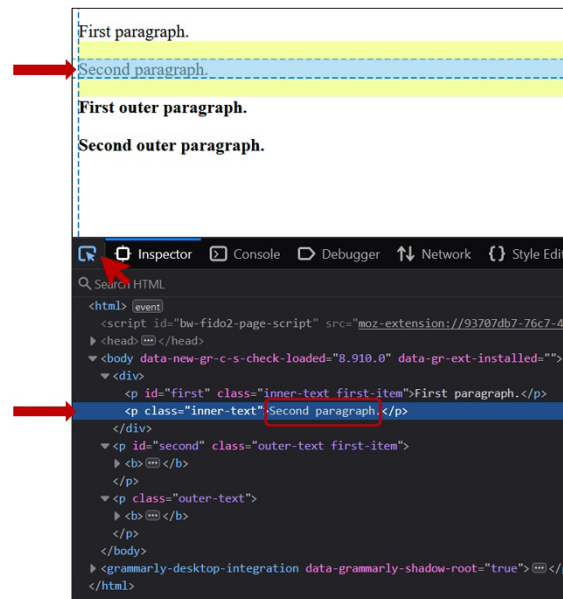 First paragraph.
Second paragraph.
First outer paragraph.
Second outer paragraph.
Inspector Console Debugger Network {} Style Edi
Search HTML
<html> event
<script id="bw-fido2-page-script" src="moz-extension://93707db7-76c7-4
<head> ··· </head>
<body data-new-gr-c-s-check-loaded="8.910.0" data-gr-ext-installed="">
<div>
<p id="first" class="inner-text first-item">First paragraph.</p>
<p class="inner-text">Second paragraph.</p>
</div>
<p id="second" class="outer-text first-item">
<b> ··· </b>
</p>
<p class="outer-text">
<b> ··· </b>
</p>
</body>
<grammarly-desktop-integration data-grammarly-shadow-root="true"> ··· </
</html>